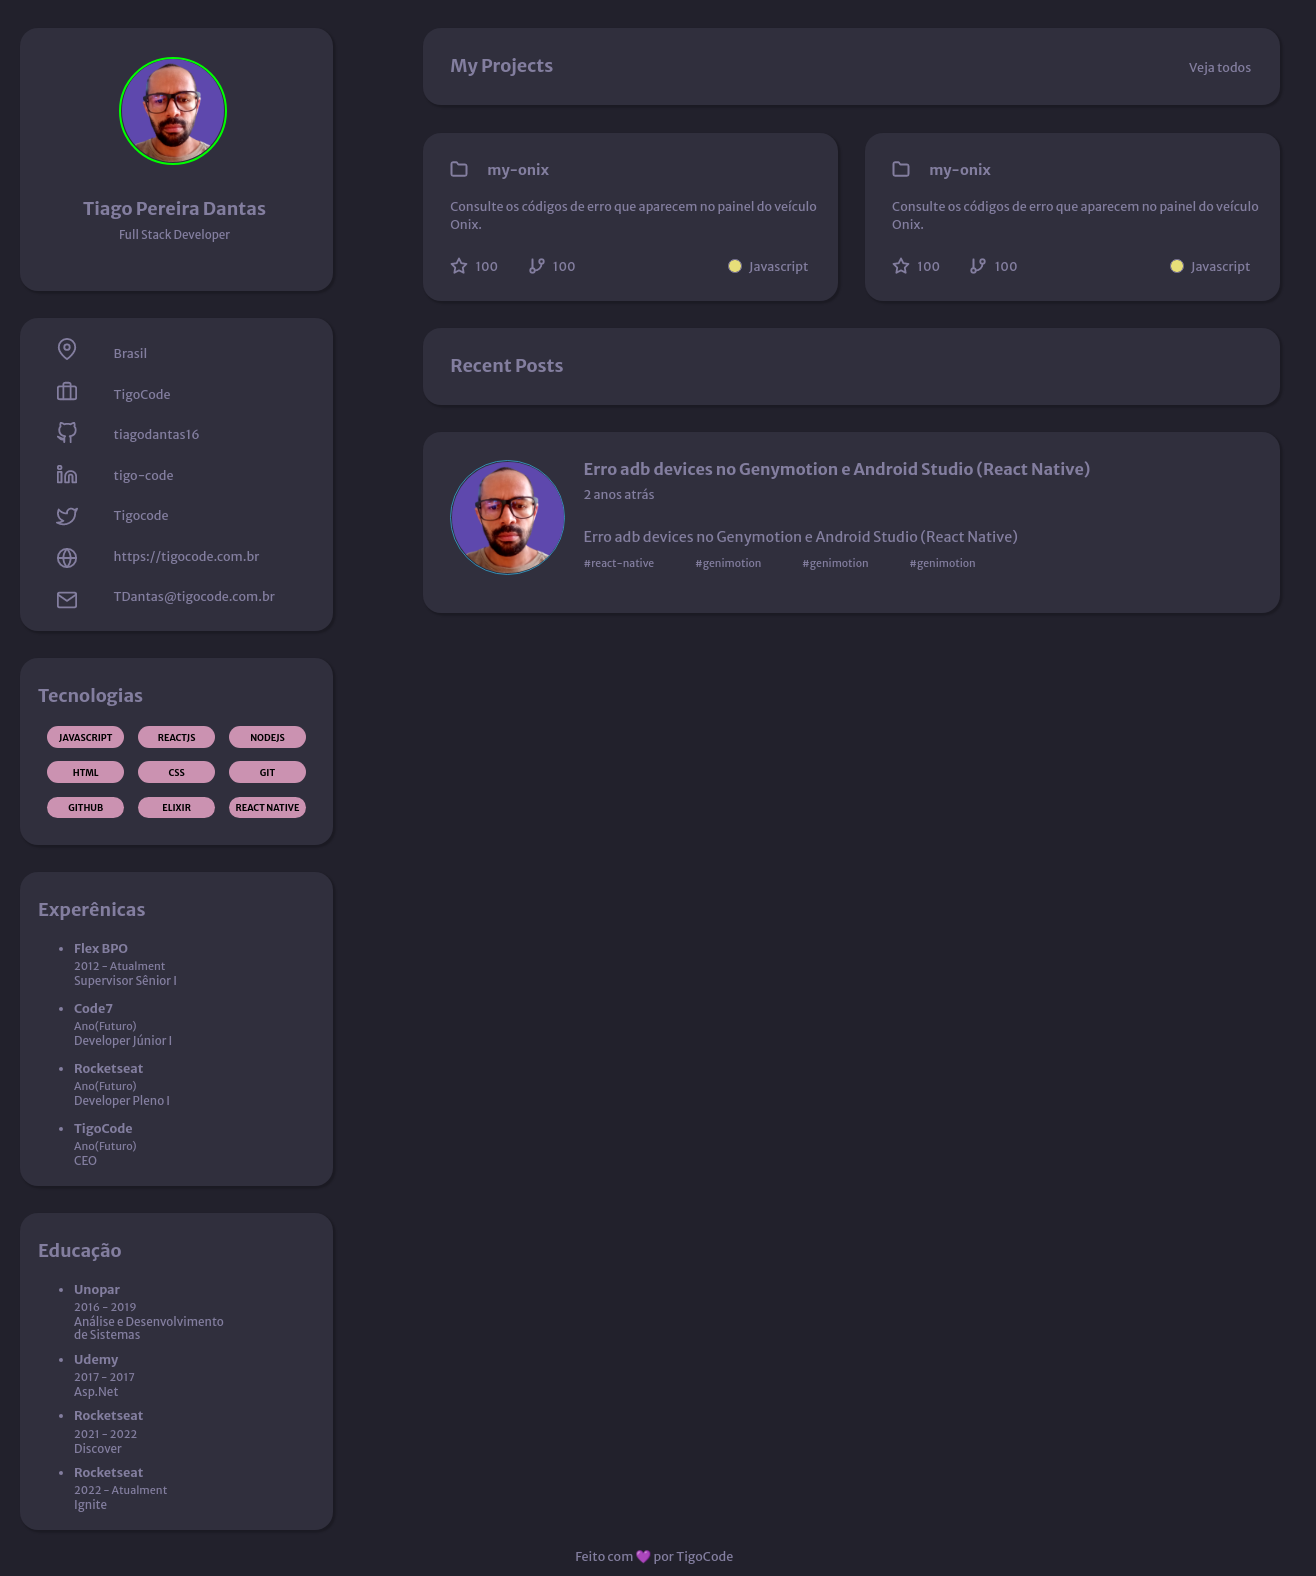 Tiago Pereira Dantas
Full Stack Developer
Brasil
TigoCode
tiagodantas16
tigo-code
Tigocode
https://tigocode.com.br
TDantas@tigocode.com.br
Tecnologias
JAVASCRIPT REACTJS NODEJS
HTML CSS GIT
GITHUB ELIXIR REACT NATIVE
Experênicas
• Flex BPO
2012 - Atualment
Supervisor Sênior I
• Code7
Ano(Futuro)
Developer Júnior I
• Rocketseat
Ano(Futuro)
Developer Pleno I
• TigoCode
Ano(Futuro)
CEO
Educação
• Unopar
2016 - 2019
Análise e Desenvolvimento
de Sistemas
• Udemy
2017 - 2017
Asp.Net
• Rocketseat
2021 - 2022
Discover
• Rocketseat
2022 - Atualment
Ignite
My Projects Veja todos
my-onix
Consulte os códigos de erro que aparecem no painel do veículo
Onix.
100 100 Javascript
my-onix
Consulte os códigos de erro que aparecem no painel do veículo
Onix.
100 100 Javascript
Recent Posts
Erro adb devices no Genymotion e Android Studio (React Native)
2 anos atrás
Erro adb devices no Genymotion e Android Studio (React Native)
#react-native #genimotion #genimotion #genimotion
Feito com 💜 por TigoCode